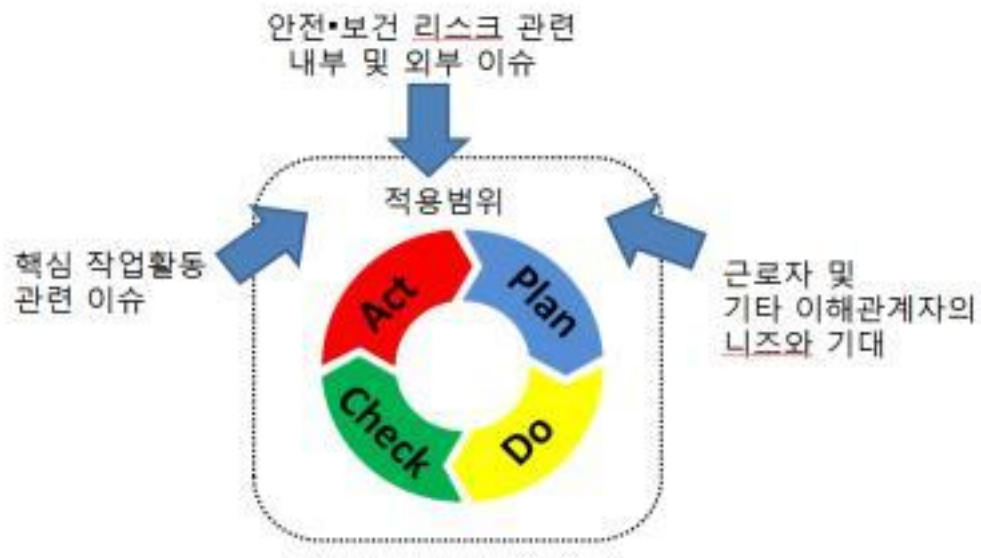 안전▪보건 리스크 관련
내부 및 외부 이슈
적용범위
핵심 작업활동
관련 이슈
근로자 및
기타 이해관계자의
니즈와 기대
Act
Plan
Check
Do